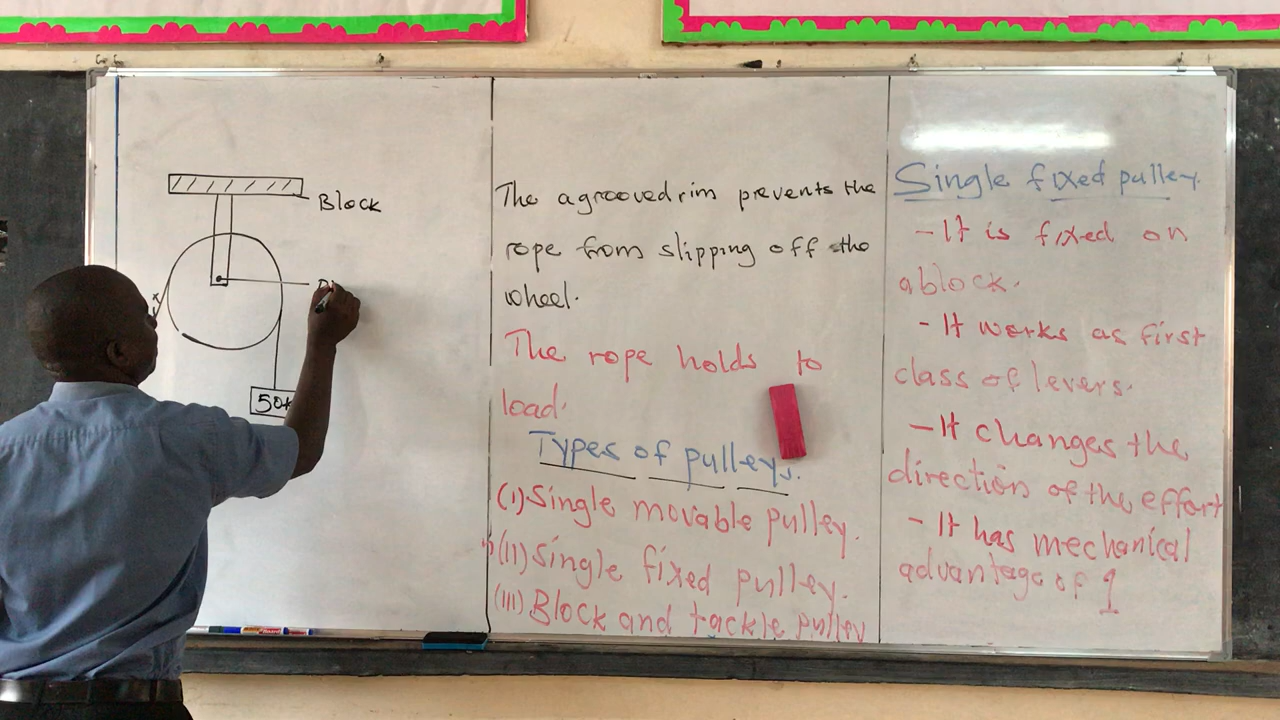 Block
50k
The agrooved rim prevents the
rope from slipping off the
wheel.
The rope holds to
load.
Types of pulleys.
(I) Single movable pulley.
(II) Single fixed pulley.
(III) Block and tackle pulley
Single fixed pulley.
- It is fixed on
ablock.
- It works as first
class of levers.
- It changes the
direction of the effort
- It has mechanical
advantage of 1